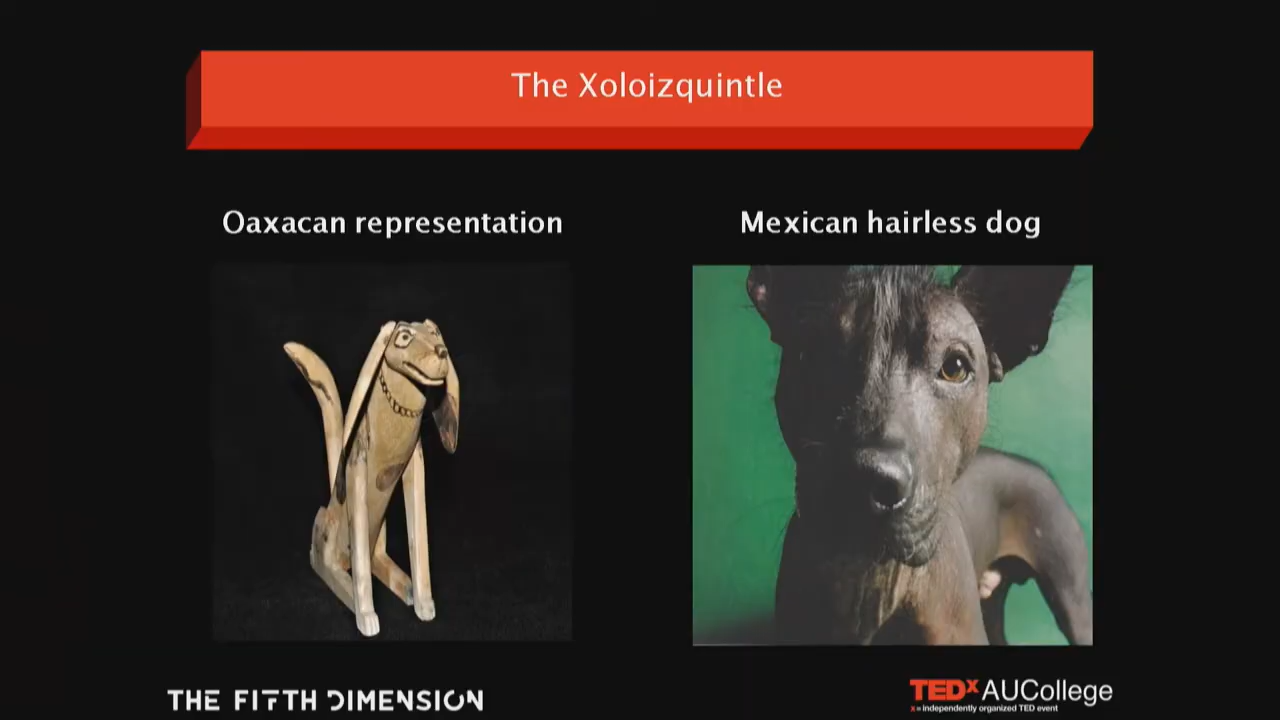 The Xoloizquintle
Oaxacan representation
Mexican hairless dog
THE FIFTH DIMENSION
TEDx AUCollege
x = independently organized TED event